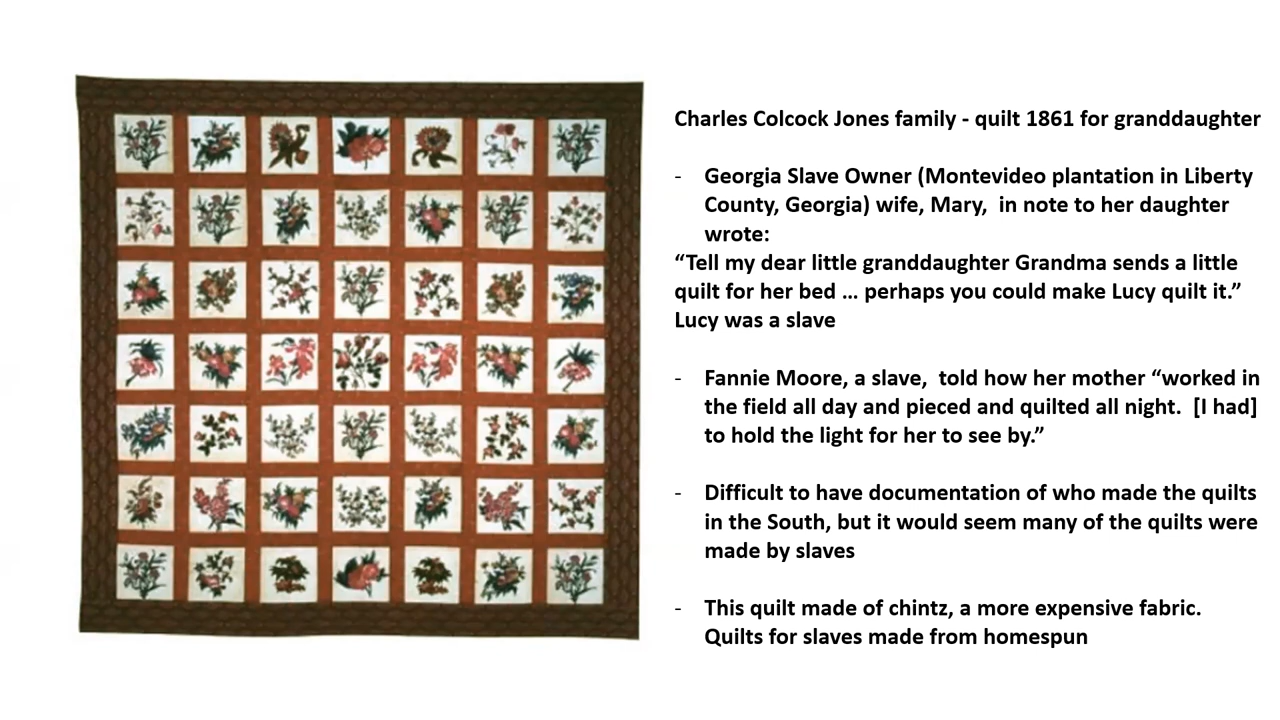 Charles Colcock Jones family - quilt 1861 for granddaughter
- Georgia Slave Owner (Montevideo plantation in Liberty
County, Georgia) wife, Mary,  in note to her daughter
wrote:
“Tell my dear little granddaughter Grandma sends a little
quilt for her bed … perhaps you could make Lucy quilt it.”
Lucy was a slave
- Fannie Moore, a slave,  told how her mother “worked in
the field all day and pieced and quilted all night.  [I had]
to hold the light for her to see by.”
- Difficult to have documentation of who made the quilts
in the South, but it would seem many of the quilts were
made by slaves
- This quilt made of chintz, a more expensive fabric.
Quilts for slaves made from homespun